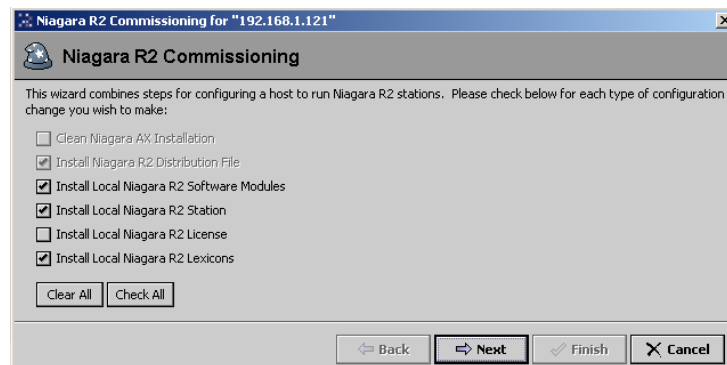 Niagara R2 Commissioning for "192.168.1.121"
Niagara R2 Commissioning
This wizard combines steps for configuring a host to run Niagara R2 stations. Please check below for each type of configuration
change you wish to make:
Clean Niagara AX Installation
Install Niagara R2 Distribution File
Install Local Niagara R2 Software Modules
Install Local Niagara R2 Station
Install Local Niagara R2 License
Install Local Niagara R2 Lexicons
Clear All Check All
Back Next Finish Cancel